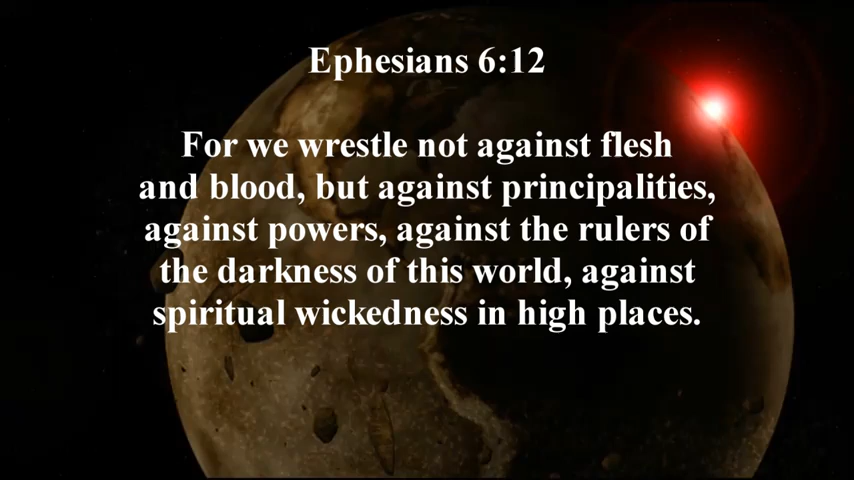 Ephesians 6:12
For we wrestle not against flesh
and blood, but against principalities,
against powers, against the rulers of
the darkness of this world, against
spiritual wickedness in high places.